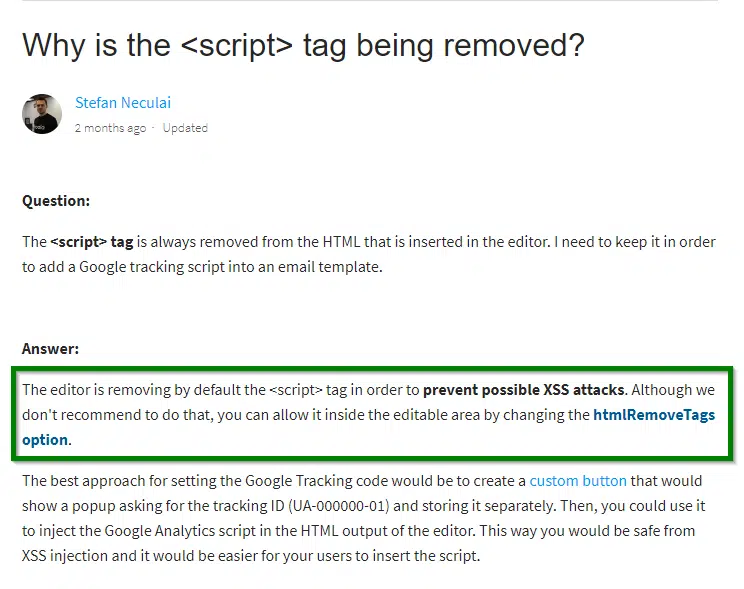 Why is the <script> tag being removed?
Stefan Neculai
2 months ago · Updated
Question:
The <script> tag is always removed from the HTML that is inserted in the editor. I need to keep it in order
to add a Google tracking script into an email template.
Answer:
The editor is removing by default the <script> tag in order to prevent possible XSS attacks. Although we
don't recommend to do that, you can allow it inside the editable area by changing the htmlRemoveTags
option.
The best approach for setting the Google Tracking code would be to create a custom button that would
show a popup asking for the tracking ID (UA-000000-01) and storing it separately. Then, you could use it
to inject the Google Analytics script in the HTML output of the editor. This way you would be safe from
XSS injection and it would be easier for your users to insert the script.